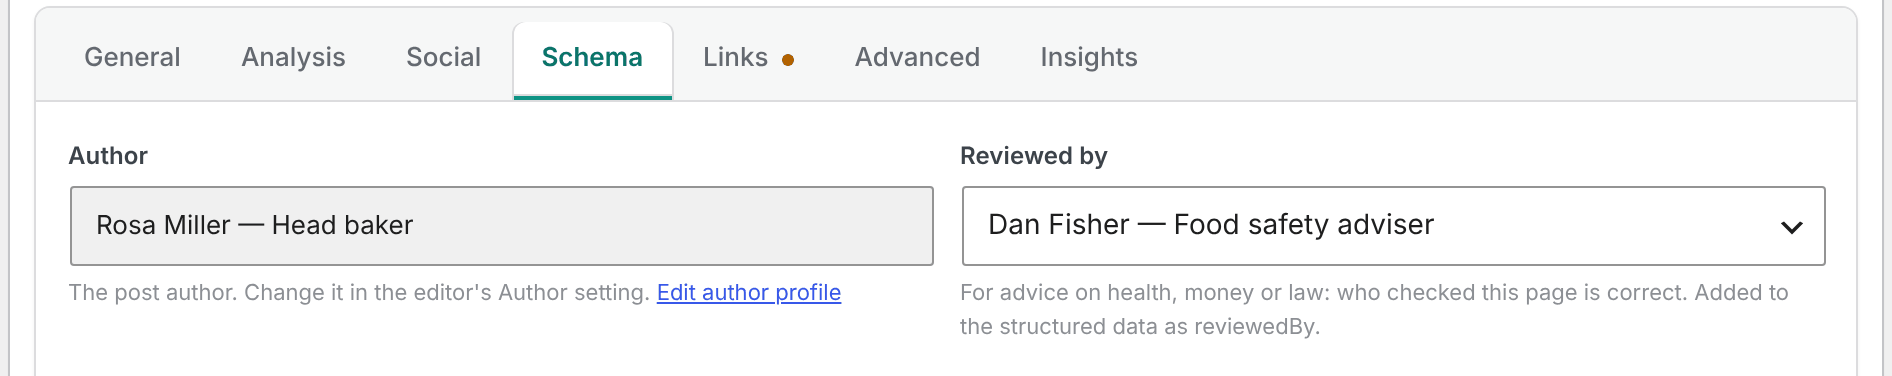 General Analysis Social Schema Links Advanced Insights
Author
Rosa Miller — Head baker
The post author. Change it in the editor's Author setting. Edit author profile
Reviewed by
Dan Fisher — Food safety adviser
For advice on health, money or law: who checked this page is correct. Added to
the structured data as reviewedBy.